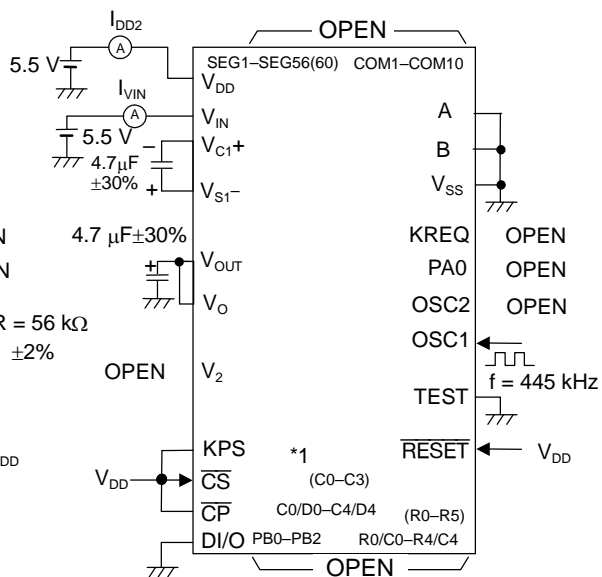 I_DD2
OPEN
A
SEG1–SEG56(60) COM1–COM10
5.5 V
V_DD
I_VIN
A
V_IN
A
5.5 V
V_C1+
B
–
4.7µF
±30%
+
V_S1–
V_SS
N
4.7 µF±30%
KREQ OPEN
+
V_OUT
N
PA0 OPEN
V_O
OSC2 OPEN
R = 56 kΩ
±2%
OSC1
OPEN
V_2
f = 445 kHz
TEST
KPS
*1
RESET
V_DD
DD
V_DD
CS
(C0–C3)
CP
C0/D0–C4/D4
(R0–R5)
DI/O
PB0–PB2
R0/C0–R4/C4
OPEN